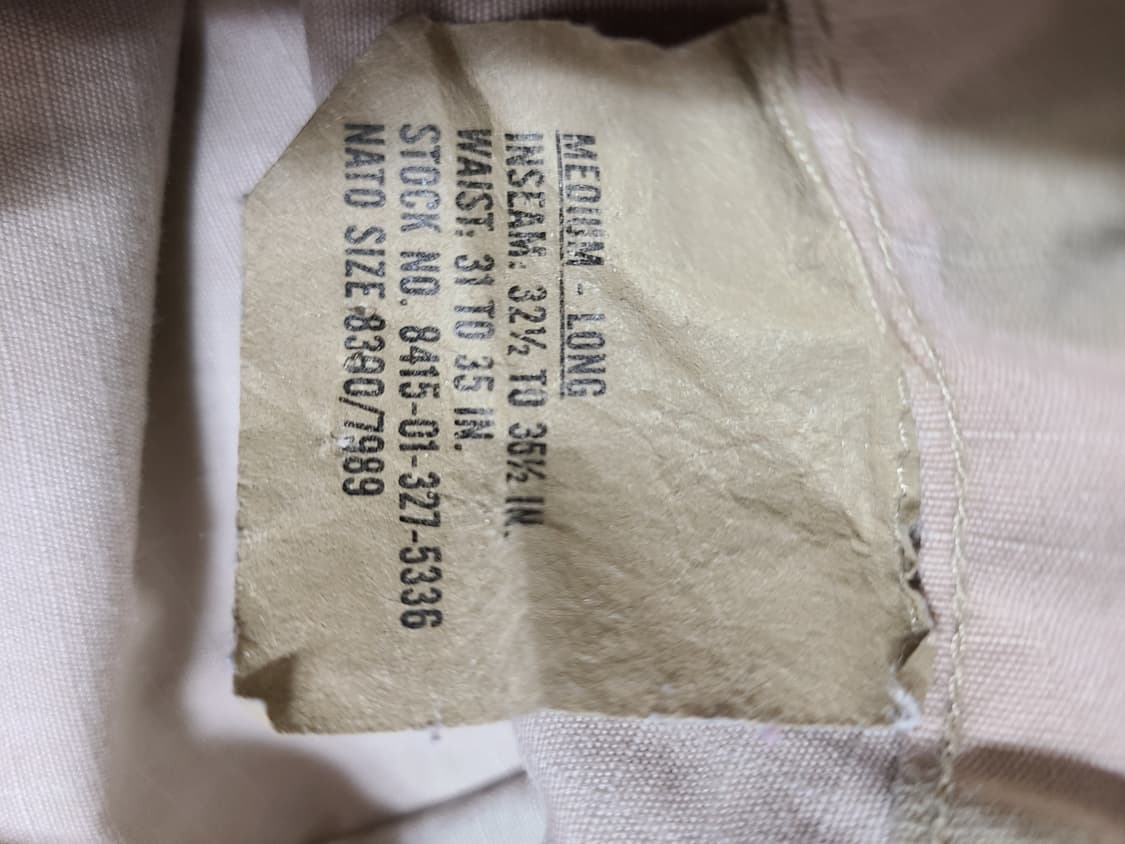 MEDIUM - LONG
INSEAM: 32½ TO 35½ IN.
WAIST: 31 TO 35 IN.
STOCK NO. 8415-01-327-5336
NATO SIZE 8390/7989